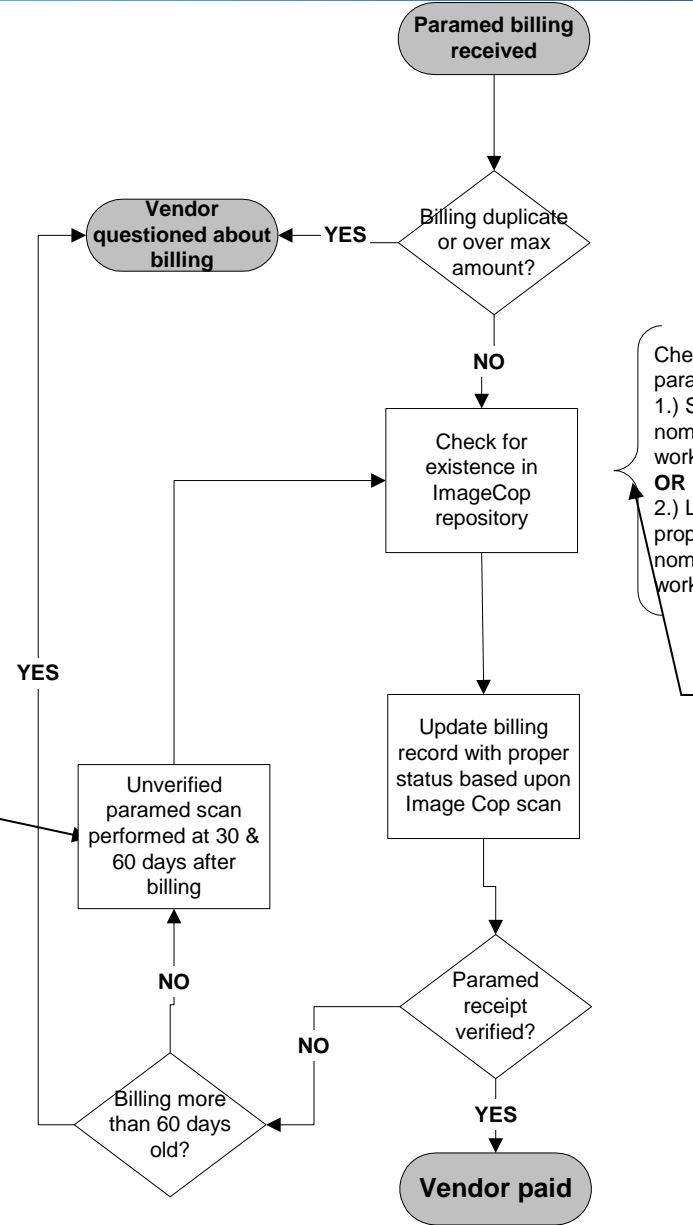 Paramed billing
received
Billing duplicate
or over max
amount?
YES
Vendor
questioned about
billing
NO
Check for
existence in
ImageCop
repository
1.)
OR
2.)
YES
Update billing
record with proper
status based upon
Image Cop scan
Unverified
paramed scan
performed at 30 &
60 days after
billing
Paramed
receipt
verified?
NO
NO
Billing more
than 60 days
old?
YES
Vendor paid